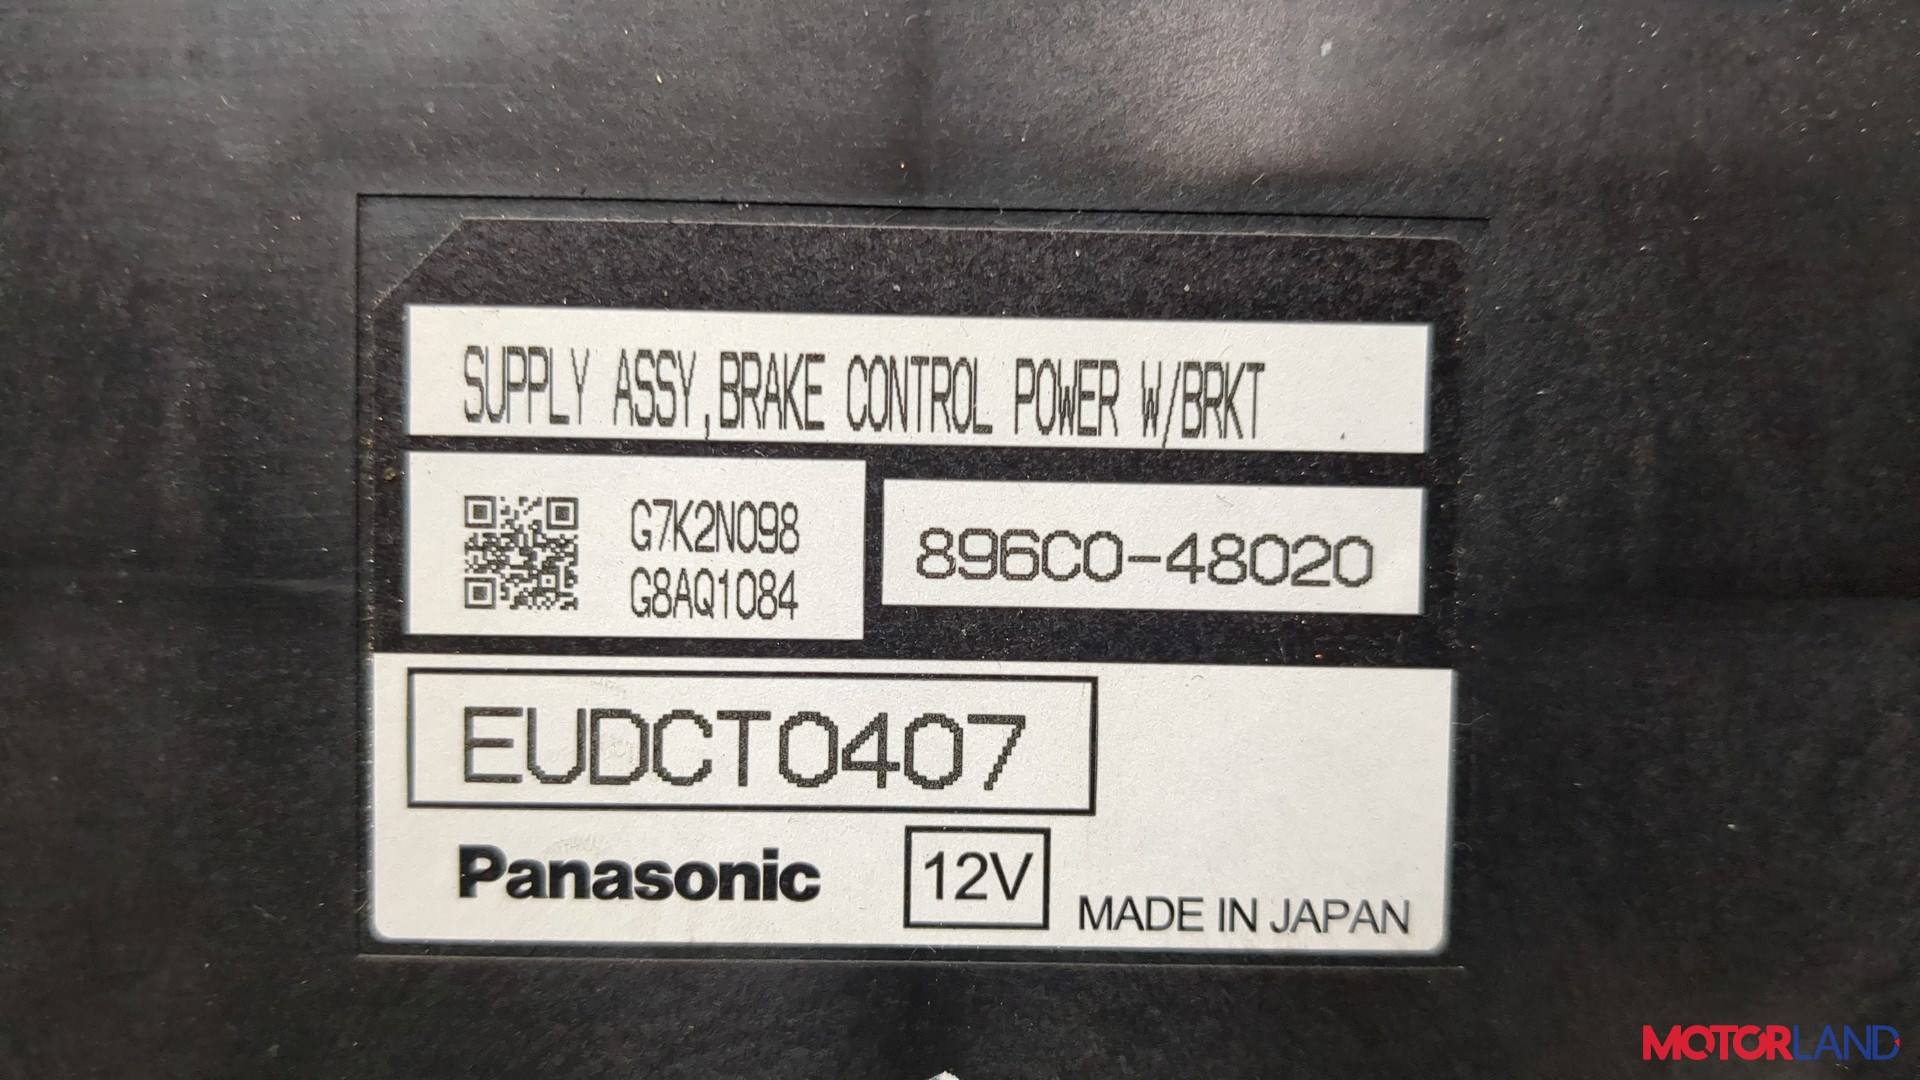 SUPPLY ASSY,BRAKE CONTROL POWER W/BRKT
G7K2N098
G8AQ1084
896C0-48020
EUDCT0407
Panasonic
12V
MADE IN JAPAN
MOTORLAND